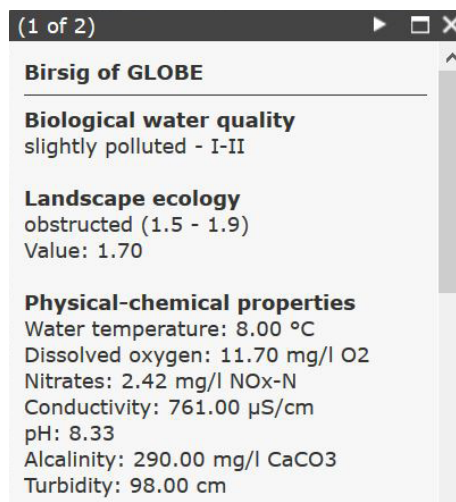 (1 of 2)
Birsig of GLOBE
Biological water quality
slightly polluted - I-II
Landscape ecology
obstructed (1.5 - 1.9)
Value: 1.70
Physical-chemical properties
Water temperature: 8.00 °C
Dissolved oxygen: 11.70 mg/l O2
Nitrates: 2.42 mg/l NOx-N
Conductivity: 761.00 µS/cm
pH: 8.33
Alcalinity: 290.00 mg/l CaCO3
Turbidity: 98.00 cm